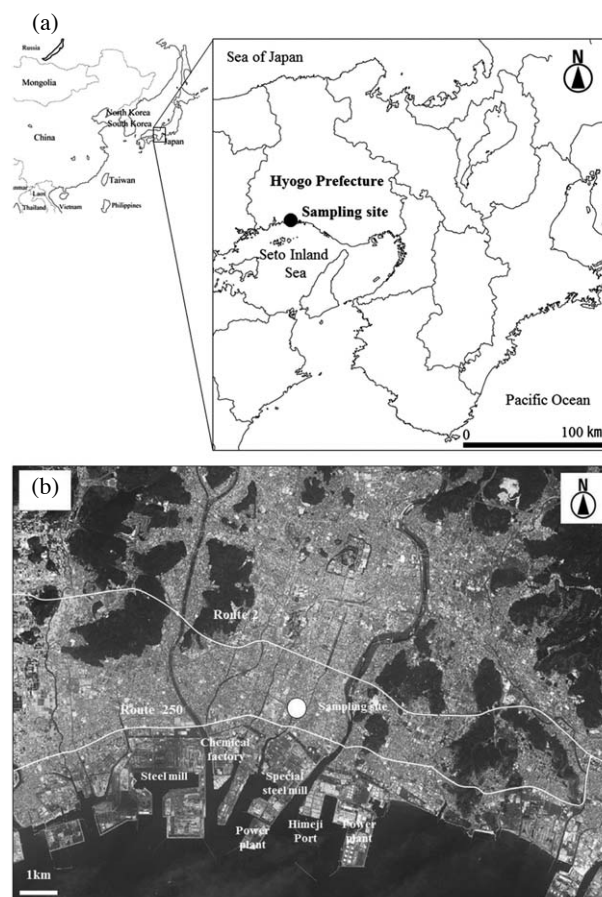 (a)
Russia
Mongolia
North Korea
South Korea
China
Japan
Taiwan
Laos
Thailand
Vietnam
Philippines
Sea of Japan
N
Hyogo Prefecture
Sampling site
Seto Inland
Sea
Pacific Ocean
0
100 km
(b)
N
Route 2
Route 250
Sampling site
Chemical
factory
Steel mill
Special
steel mill
Power
plant
Himeji
Port
Power
plant
1km